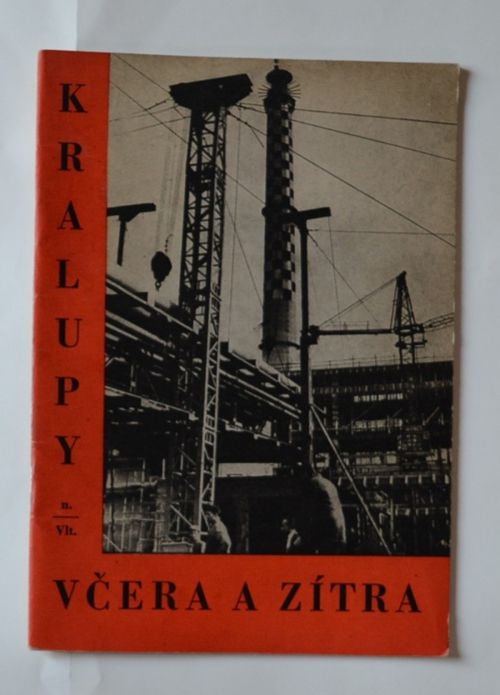 KRALUPY
n.
Vlt.
VČERA A ZÍTRA